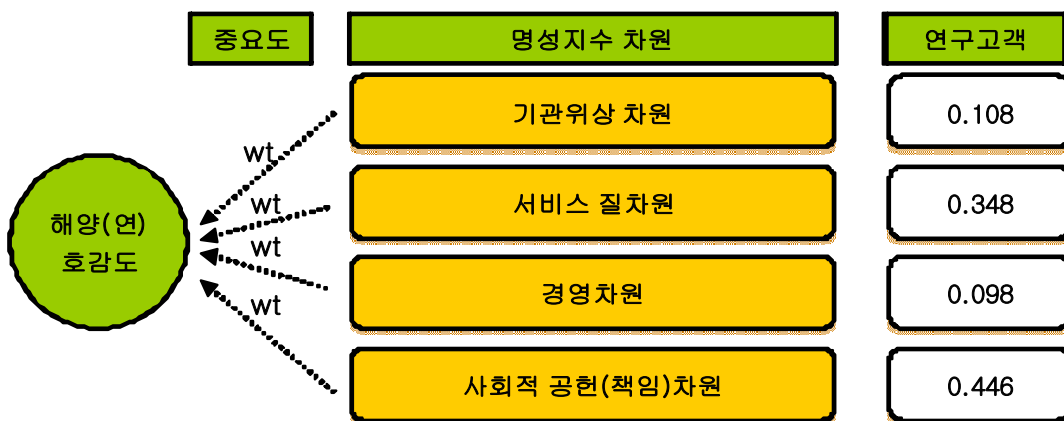 중요도 명성지수 차원 연구고객
기관위상 차원 0.108
wt
서비스 질차원 0.348
wt
해양(연)
호감도
wt
경영차원 0.098
wt
사회적 공헌(책임)차원 0.446